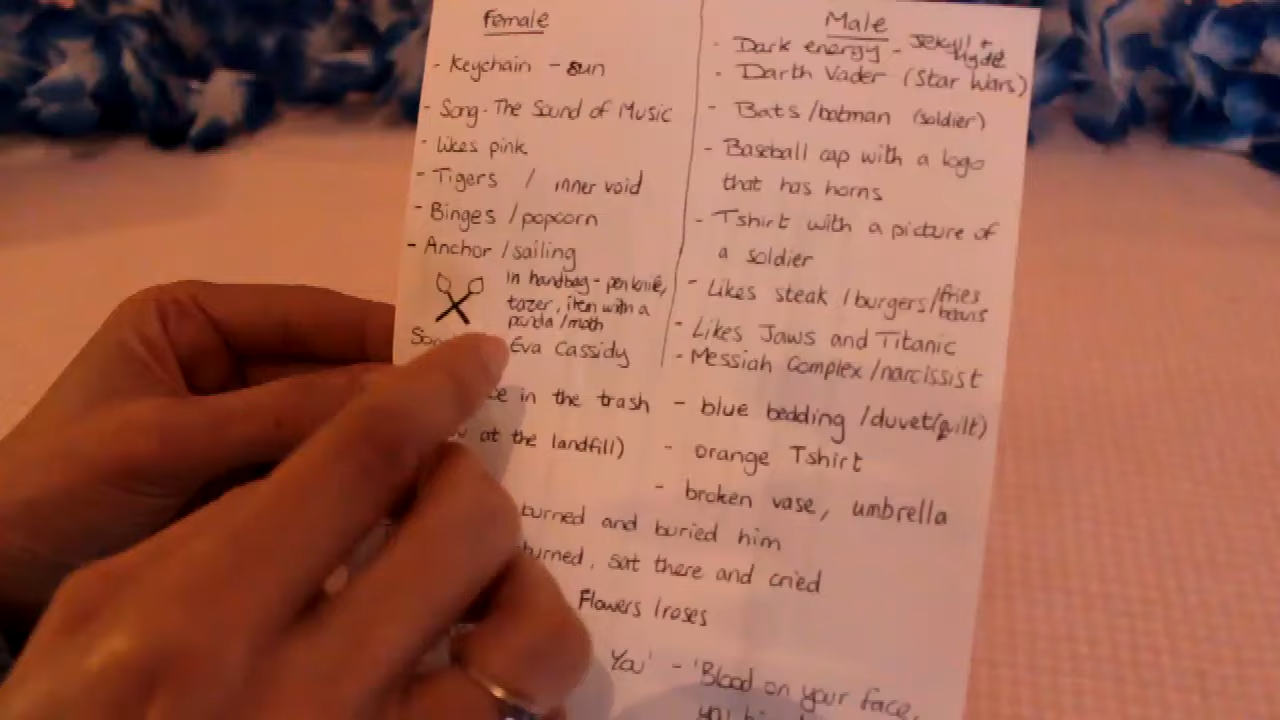 Female
- Keychain - sun
- Song - The Sound of Music
- Likes pink
- Tigers / inner void
- Binges / popcorn
- Anchor / sailing
in handbag - penknife,
tazer, item with a
panda / moth
Eva Cassidy
Male
- Dark energy - Jekyll + Hyde
- Darth Vader (Star Wars)
- Bats / batman (soldier)
- Baseball cap with a logo
that has horns
- Tshirt with a picture of
a soldier
- Likes steak / burgers / fries
beans
- Likes Jaws and Titanic
- Messiah Complex / narcissist
in the trash - blue bedding / duvet (quilt)
at the landfill) - orange Tshirt
- broken vase, umbrella
burned and buried him
burned, sat there and cried
Flowers / roses
You' - 'Blood on your face,